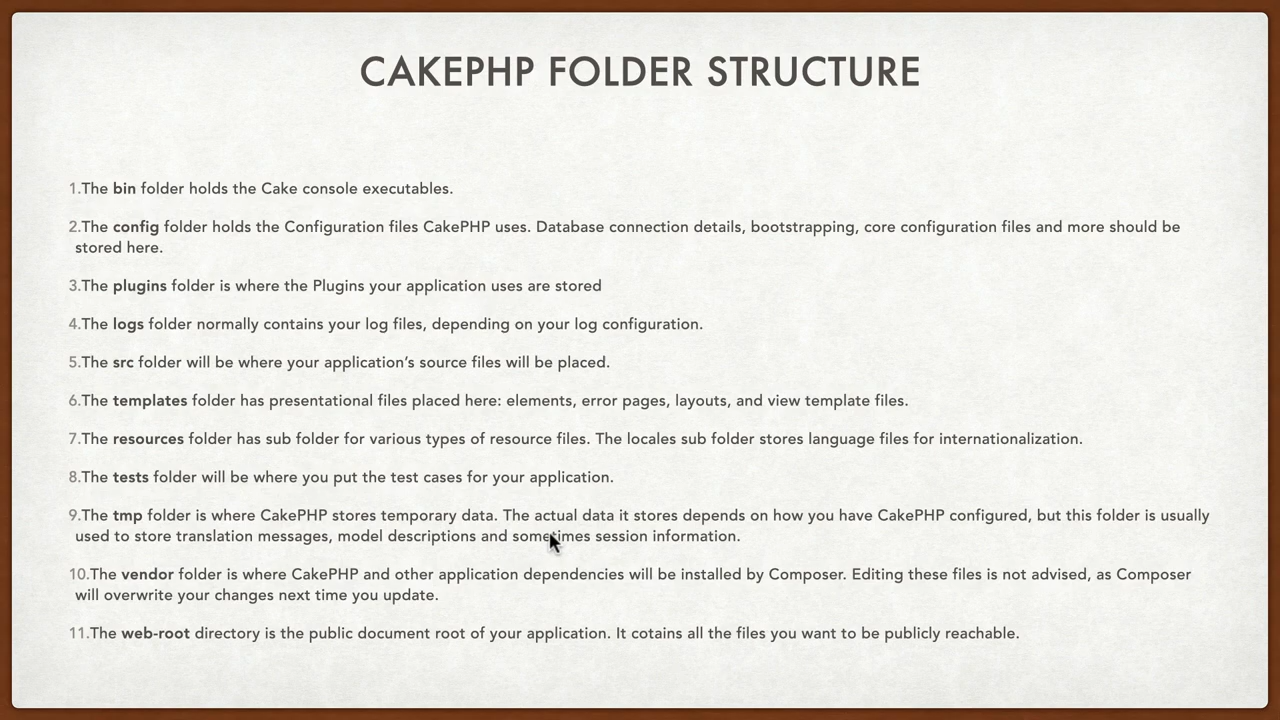 CAKEPHP FOLDER STRUCTURE
1.The bin folder holds the Cake console executables.
2.The config folder holds the Configuration files CakePHP uses. Database connection details, bootstrapping, core configuration files and more should be
stored here.
3.The plugins folder is where the Plugins your application uses are stored
4.The logs folder normally contains your log files, depending on your log configuration.
5.The src folder will be where your application’s source files will be placed.
6.The templates folder has presentational files placed here: elements, error pages, layouts, and view template files.
7.The resources folder has sub folder for various types of resource files. The locales sub folder stores language files for internationalization.
8.The tests folder will be where you put the test cases for your application.
9.The tmp folder is where CakePHP stores temporary data. The actual data it stores depends on how you have CakePHP configured, but this folder is usually
used to store translation messages, model descriptions and sometimes session information.
10.The vendor folder is where CakePHP and other application dependencies will be installed by Composer. Editing these files is not advised, as Composer
will overwrite your changes next time you update.
11.The web-root directory is the public document root of your application. It cotains all the files you want to be publicly reachable.